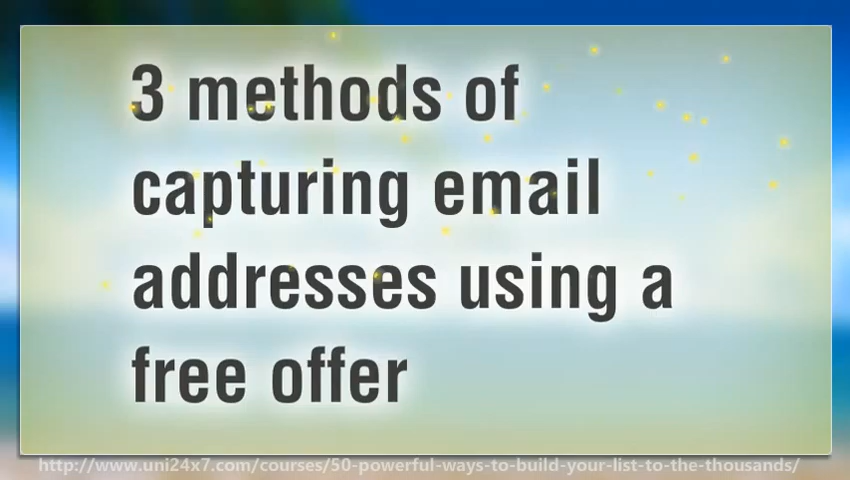 3 methods of
capturing email
addresses using a
free offer
http://www.uni24x7.com/courses/50-powerful-ways-to-build-your-list-to-the-thousands/